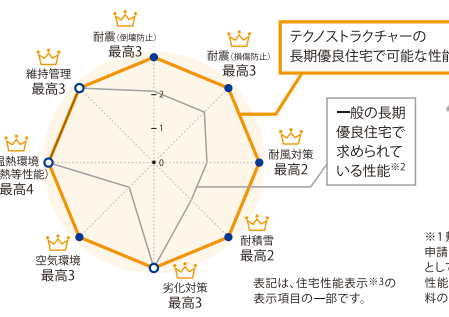 耐震(倒壊防止)
最高3
耐震(損傷防止)
最高3
テクノストラクチャーの
長期優良住宅で可能な性能
維持管理
最高3
2
1
0
一般の長期
優良住宅で
求められて
いる性能※2
耐風対策
最高2
温熱環境
熱等性能)
最高4
耐積雪
最高2
空気環境
最高3
劣化対策
最高3
表記は、住宅性能表示※3の
表示項目の一部です。
※1
申請
とし
性能
料の